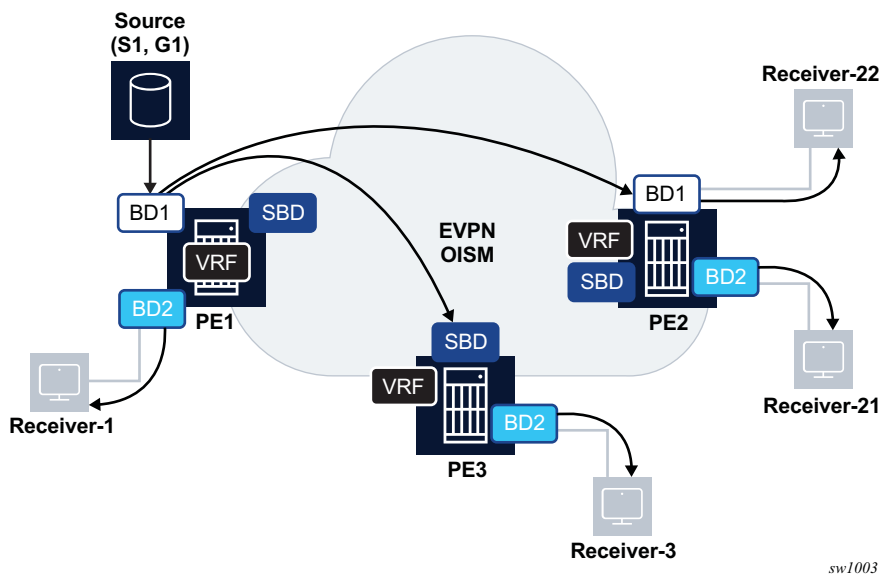 Source
(S1, G1)
Receiver-22
BD1
SBD
VRF
BD2
PE1
Receiver-1
EVPN
OISM
BD1
VRF
SBD
BD2
PE2
Receiver-21
SBD
VRF
BD2
PE3
Receiver-3
sw1003